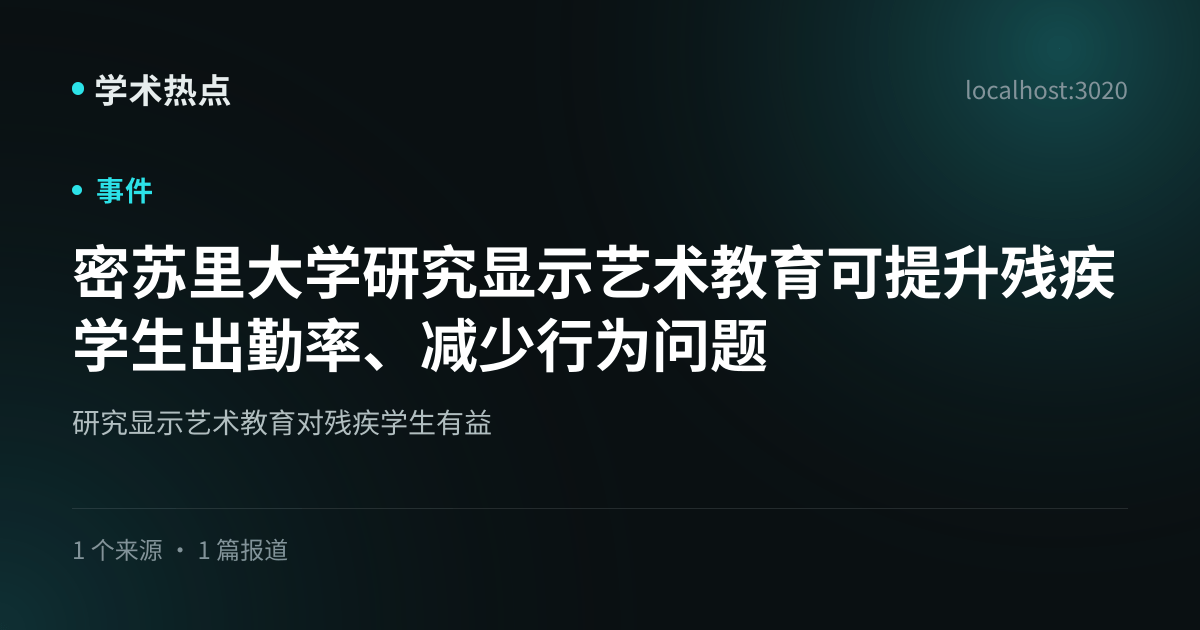 学术热点
localhost:3020
事件
密苏里大学研究显示艺术教育可提升残疾
学生出勤率、减少行为问题
研究显示艺术教育对残疾学生有益
1 个来源 · 1 篇报道